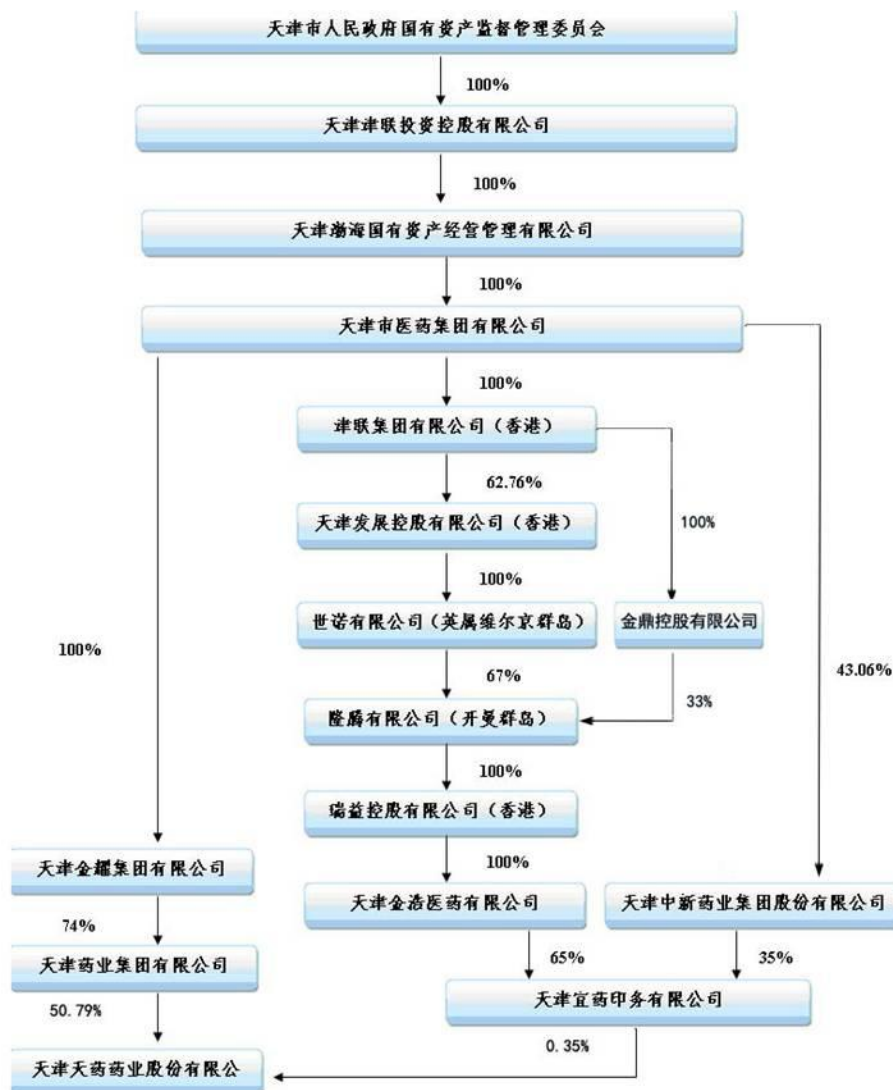 天津市人民政府国有资产监督管理委员会
100%
天津津联投资控股有限公司
100%
天津渤海国有资产经营管理有限公司
100%
天津市医药集团有限公司
100%
津联集团有限公司（香港）
62.76%
天津发展控股有限公司（香港）
100%
100%
世诺有限公司（英属维尔京群岛）
金鼎控股有限公司
100%
67%
43.06%
33%
隆腾有限公司（开曼群岛）
100%
瑞益控股有限公司（香港）
100%
天津金耀集团有限公司
天津金浩医药有限公司
天津中新药业集团股份有限公司
74%
65%
35%
天津药业集团有限公司
天津宜药印务有限公司
50.79%
0.35%
天津天药药业股份有限公